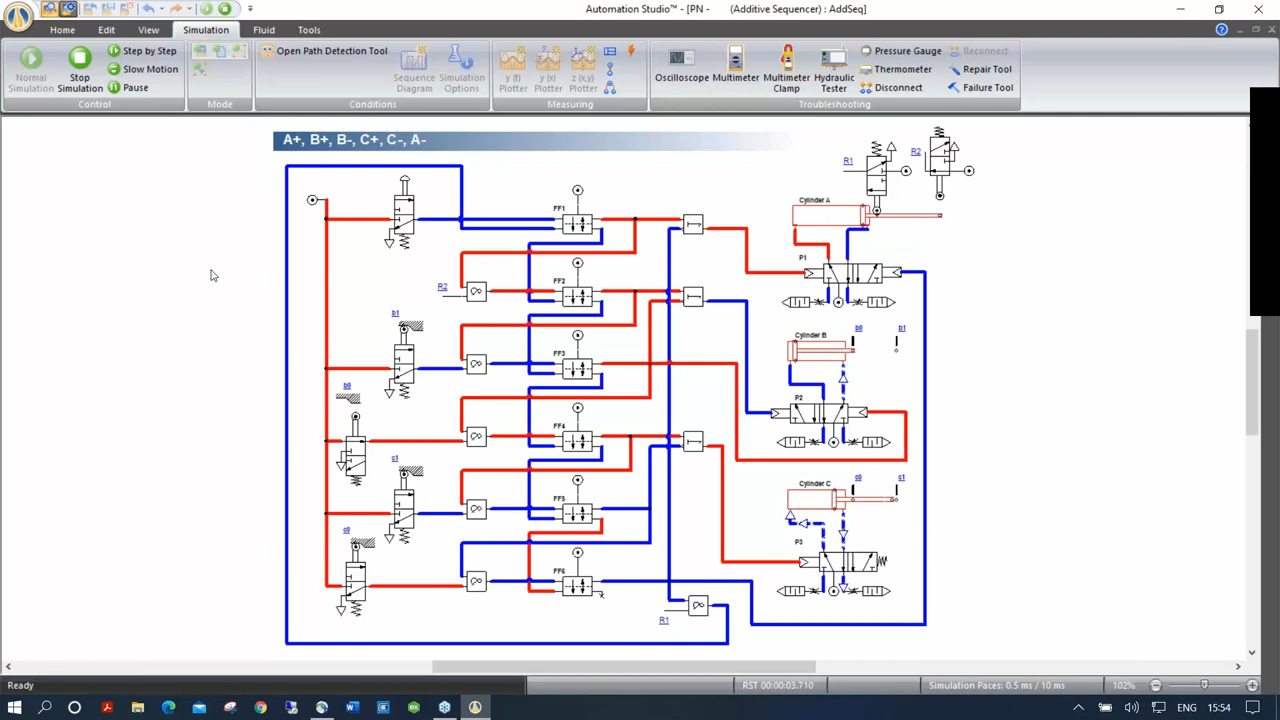 Automation Studio™ - [PN - (Additive Sequencer) : AddSeq]
Home Edit View Simulation Fluid Tools
Normal Simulation
Stop Simulation
Step by Step
Slow Motion
Pause
Control
Mode
Open Path Detection Tool
Sequence Diagram
Simulation Options
Conditions
y (t) Plotter
y (x) Plotter
z (x,y) Plotter
Measuring
Oscilloscope
Multimeter
Multimeter Clamp
Hydraulic Tester
Pressure Gauge
Thermometer
Disconnect
Reconnect
Repair Tool
Failure Tool
Troubleshooting
A+, B+, B-, C+, C-, A-
R1
R2
Cylinder A
FF1
P1
FF2
R2
b1
FF3
Cylinder B
b0
b1
b0
P2
FF4
c1
FF5
Cylinder C
c0
c1
c0
P3
FF6
R1
Ready
RST 00:00:03.710
Simulation Paces: 0.5 ms / 10 ms
102%
ENG
15:54